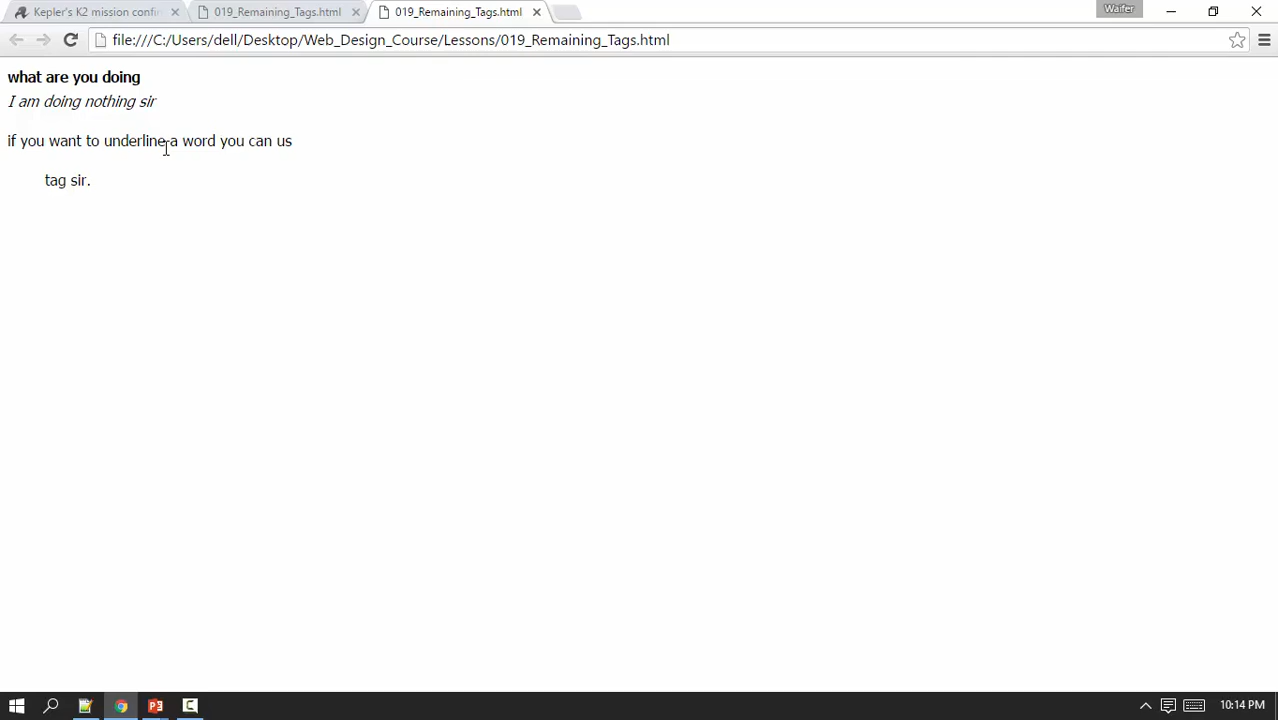 Kepler's K2 mission confi
019_Remaining_Tags.html
019_Remaining_Tags.html
Waifer
file:///C:/Users/dell/Desktop/Web_Design_Course/Lessons/019_Remaining_Tags.html
what are you doing
I am doing nothing sir
if you want to underline a word you can us
tag sir.
10:14 PM